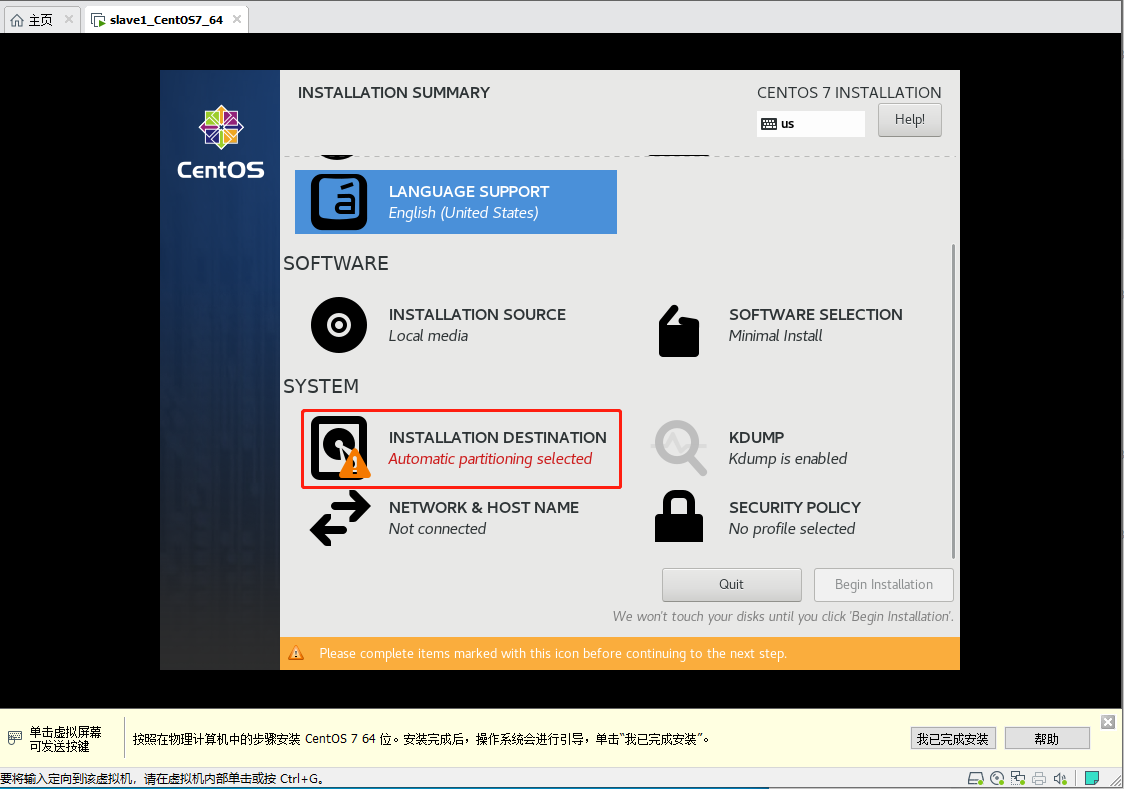 主页
slave1_CentOS7_64
INSTALLATION SUMMARY
CENTOS 7 INSTALLATION
us
Help!
CentOS
LANGUAGE SUPPORT
English (United States)
SOFTWARE
INSTALLATION SOURCE
Local media
SOFTWARE SELECTION
Minimal Install
SYSTEM
INSTALLATION DESTINATION
Automatic partitioning selected
KDUMP
Kdump is enabled
NETWORK & HOST NAME
Not connected
SECURITY POLICY
No profile selected
Quit
Begin Installation
We won't touch your disks until you click 'Begin Installation'.
Please complete items marked with this icon before continuing to the next step.
单击虚拟屏幕
可发送按键
按照在物理计算机中的步骤安装 CentOS 7 64 位。安装完成后，操作系统会进行引导，单击“我已完成安装”。
我已完成安装
帮助
要将输入定向到该虚拟机，请在虚拟机内部单击或按 Ctrl+G。